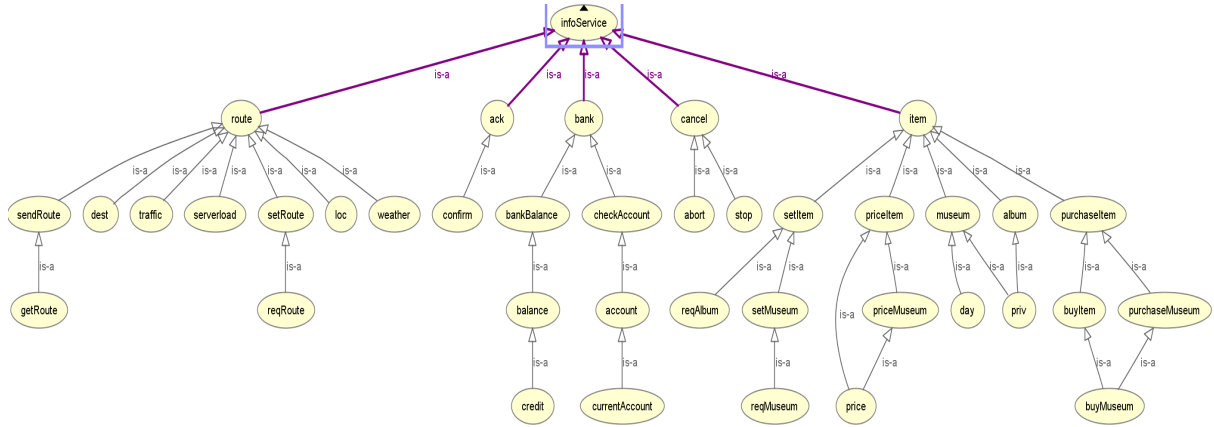 infoService
is-a is-a is-a is-a is-a
route ack bank cancel item
is-a is-a is-a is-a is-a is-a is-a is-a is-a is-a is-a is-a is-a is-a is-a is-a is-a
sendRoute dest traffic serverload setRoute loc weather confirm bankBalance checkAccount abort stop setItem priceItem museum album purchaseItem
is-a is-a is-a is-a is-a is-a is-a is-a is-a is-a is-a is-a
getRoute reqRoute balance account reqAlbum setMuseum priceMuseum day priv buyItem purchaseMuseum
is-a
is-a is-a is-a is-a is-a is-a
credit currentAccount reqMuseum price buyMuseum